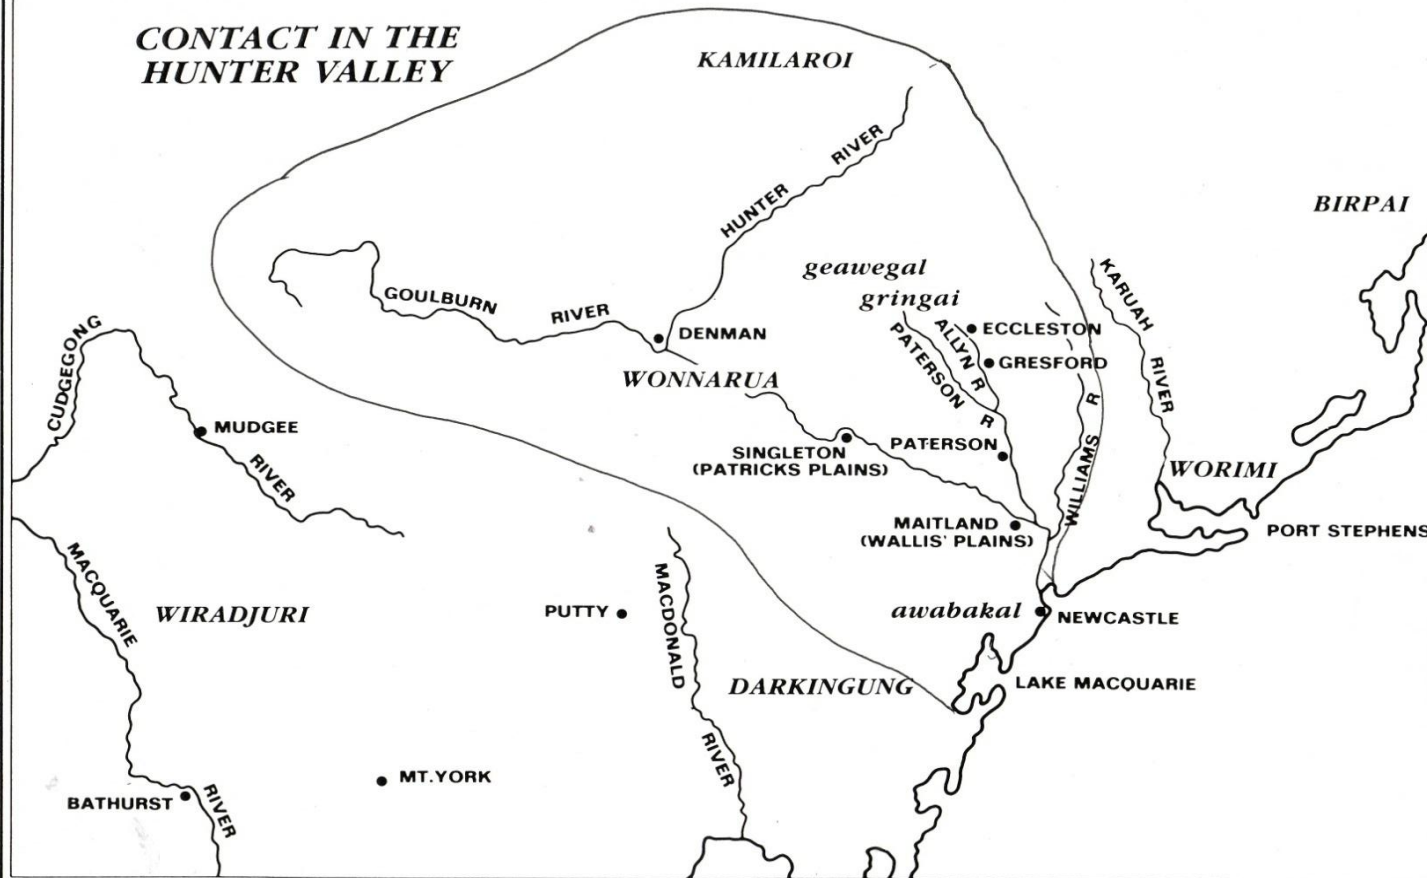 CONTACT IN THE
HUNTER VALLEY
KAMILAROI
HUNTER RIVER
BIRPAI
geawegal
gringai
KARUAH RIVER
GOULBURN RIVER
DENMAN
ALLYN R
ECCLESTON
GRESFORD
PATERSON R
WONNARUA
CUDGEGONG RIVER
MUDGEE
WILLIAMS R
SINGLETON
(PATRICKS PLAINS)
PATERSON
WORIMI
MAITLAND
(WALLIS' PLAINS)
PORT STEPHENS
MACQUARIE RIVER
WIRADJURI
PUTTY
MACDONALD RIVER
awabakal
NEWCASTLE
DARKINGUNG
LAKE MACQUARIE
MT.YORK
BATHURST